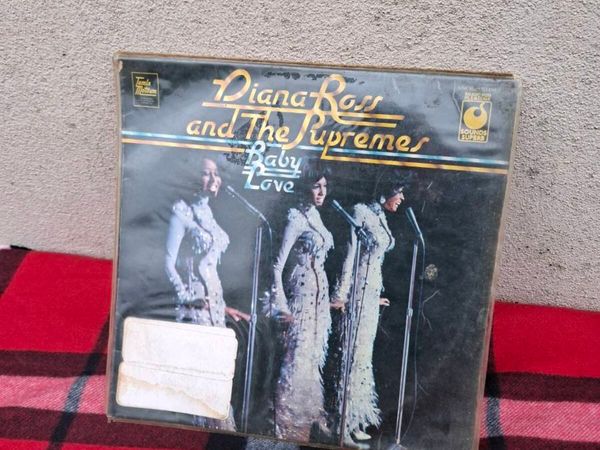 Tamla
Motown
Diana Ross
and The Supremes
Baby
Love
SOUNDS
SUPERB